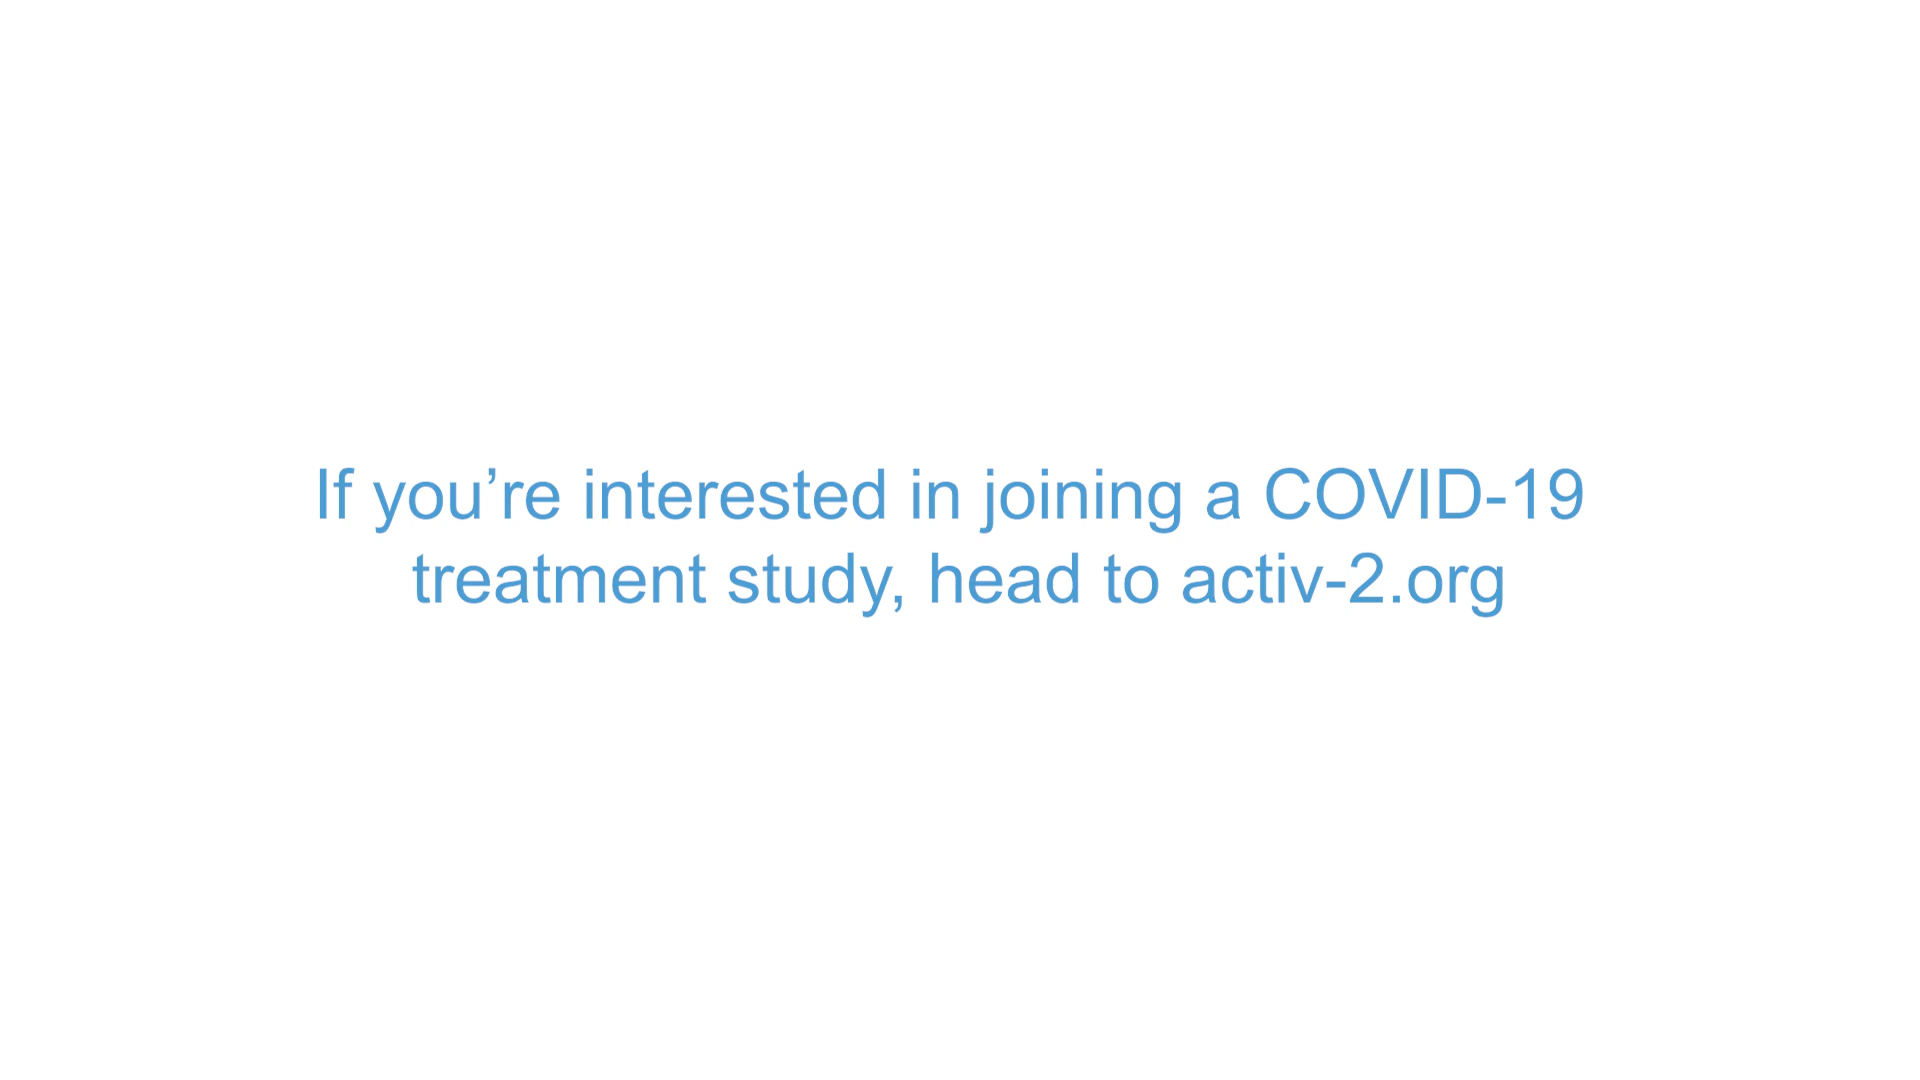 If you’re interested in joining a COVID-19
treatment study, head to activ-2.org